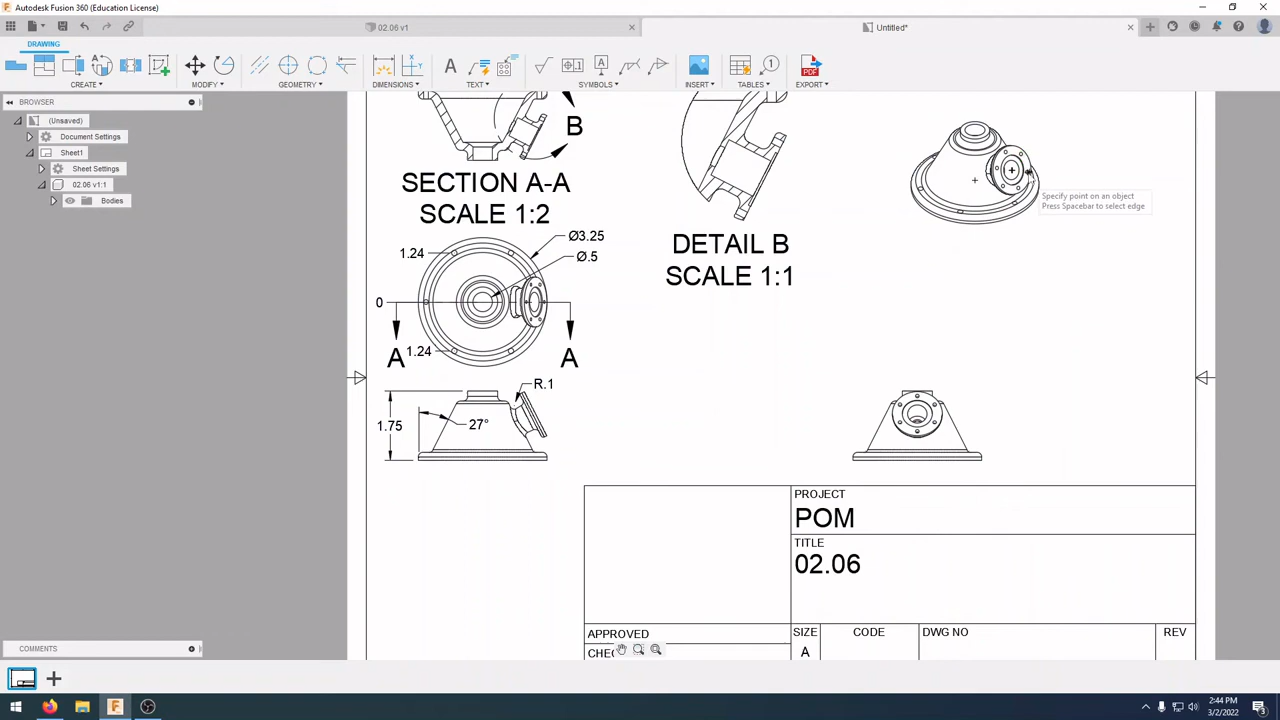 Autodesk Fusion 360 (Education License)
02.06 v1
Untitled*
DRAWING
CREATE
MODIFY
GEOMETRY
DIMENSIONS
TEXT
SYMBOLS
INSERT
TABLES
EXPORT
PDF
BROWSER
(Unsaved)
Document Settings
Sheet1
Sheet Settings
02.06 v1:1
Bodies
B
SECTION A-A
SCALE 1:2
DETAIL B
SCALE 1:1
Specify point on an object
Press Spacebar to select edge
Ø3.25
Ø.5
1.24
0
1.24
A
A
R.1
1.75
27°
PROJECT
POM
TITLE
02.06
APPROVED
SIZE
CODE
DWG NO
REV
A
COMMENTS
2:44 PM
3/2/2022